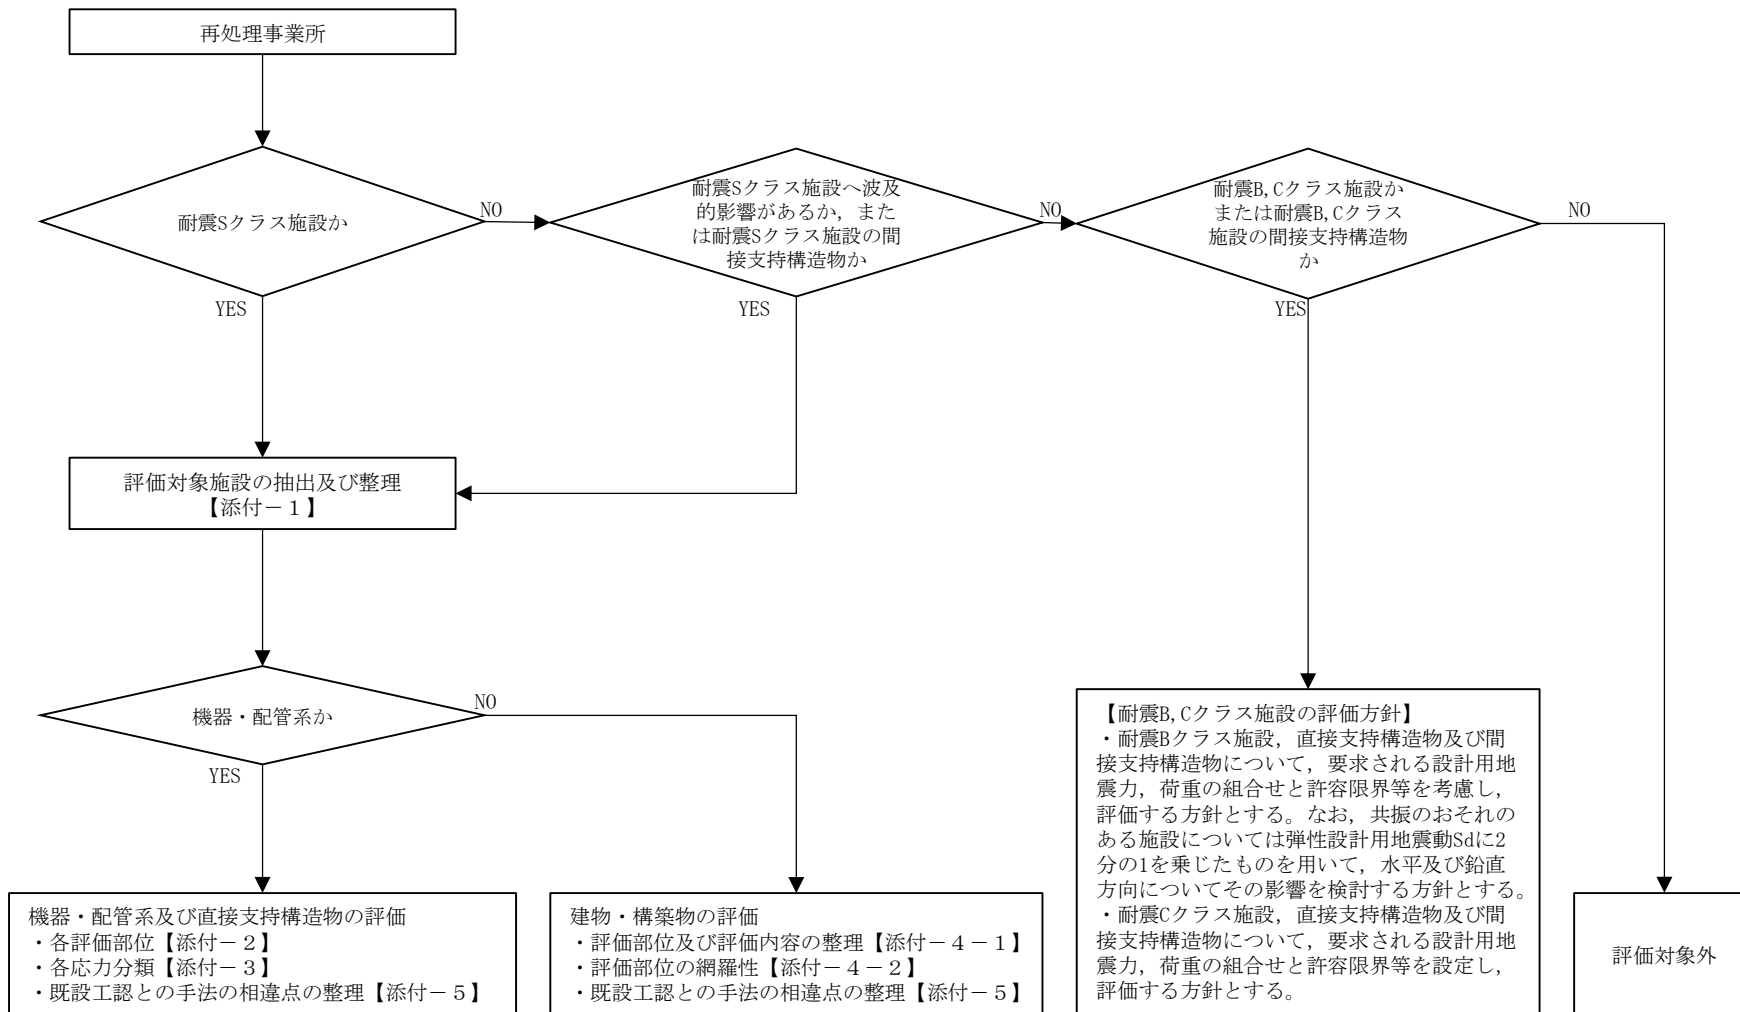 再処理事業所
耐震Sクラス施設か
NO
YES
耐震Sクラス施設へ波及
的影響があるか，また
は耐震Sクラス施設の間
接支持構造物か
NO
YES
耐震B,Cクラス施設か
または耐震B,Cクラス
施設の間接支持構造物
か
NO
YES
評価対象施設の抽出及び整理
【添付－１】
機器・配管系か
NO
YES
機器・配管系及び直接支持構造物の評価
・各評価部位【添付－２】
・各応力分類【添付－３】
・既設工認との手法の相違点の整理【添付－５】
建物・構築物の評価
・評価部位及び評価内容の整理【添付－４－１】
・評価部位の網羅性【添付－４－２】
・既設工認との手法の相違点の整理【添付－５】
【耐震B,Cクラス施設の評価方針】
・耐震Bクラス施設，直接支持構造物及び間
接支持構造物について，要求される設計用地
震力，荷重の組合せと許容限界等を考慮し，
評価する方針とする。なお，共振のおそれの
ある施設については弾性設計用地震動Sdに2
分の1を乗じたものを用いて，水平及び鉛直
方向についてその影響を検討する方針とする。
・耐震Cクラス施設，直接支持構造物及び間
接支持構造物について，要求される設計用地
震力，荷重の組合せと許容限界等を設定し，
評価する方針とする。
評価対象外